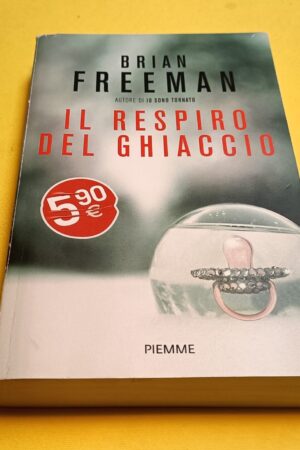 BRIAN
FREEMAN
AUTORE DI IO SONO TORNATO
IL RESPIRO
DEL GHIACCIO
5,90
€
PIEMME